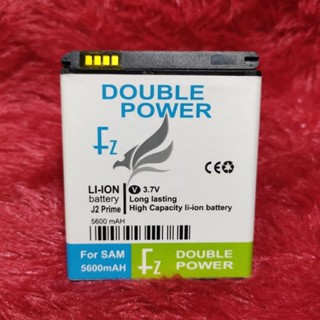 DOUBLE
POWER
Fz
CE
LI-ION
battery
J2 Prime
5600 mAH
V 3.7V
Long lasting
High Capacity li-ion battery
For SAM
5600mAH
Fz
DOUBLE
POWER